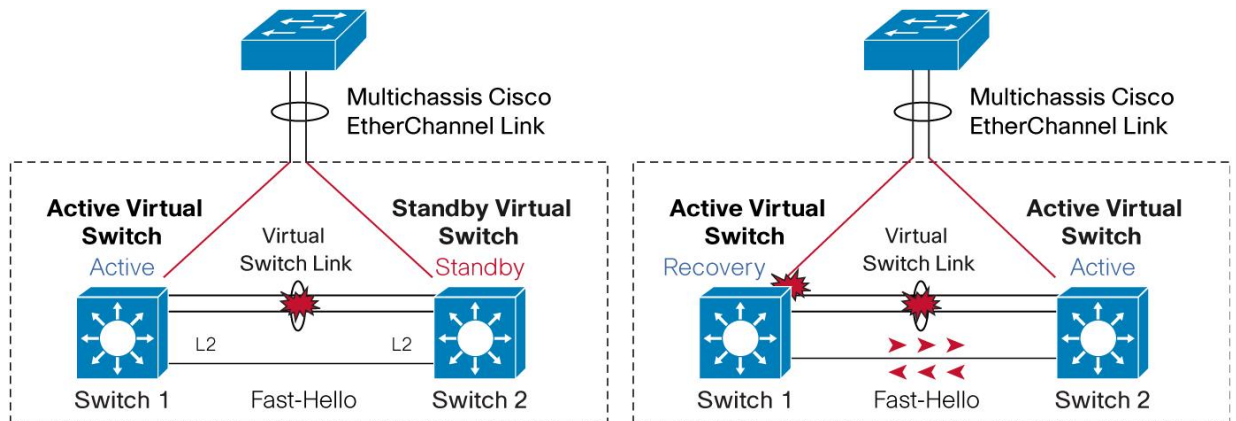 Multichassis Cisco
EtherChannel Link
Active Virtual
Switch
Active
Virtual
Switch Link
Standby Virtual
Switch
Standby
L2
L2
Switch 1
Fast-Hello
Switch 2
Multichassis Cisco
EtherChannel Link
Active Virtual
Switch
Recovery
Virtual
Switch Link
Active Virtual
Switch
Active
Switch 1
Fast-Hello
Switch 2